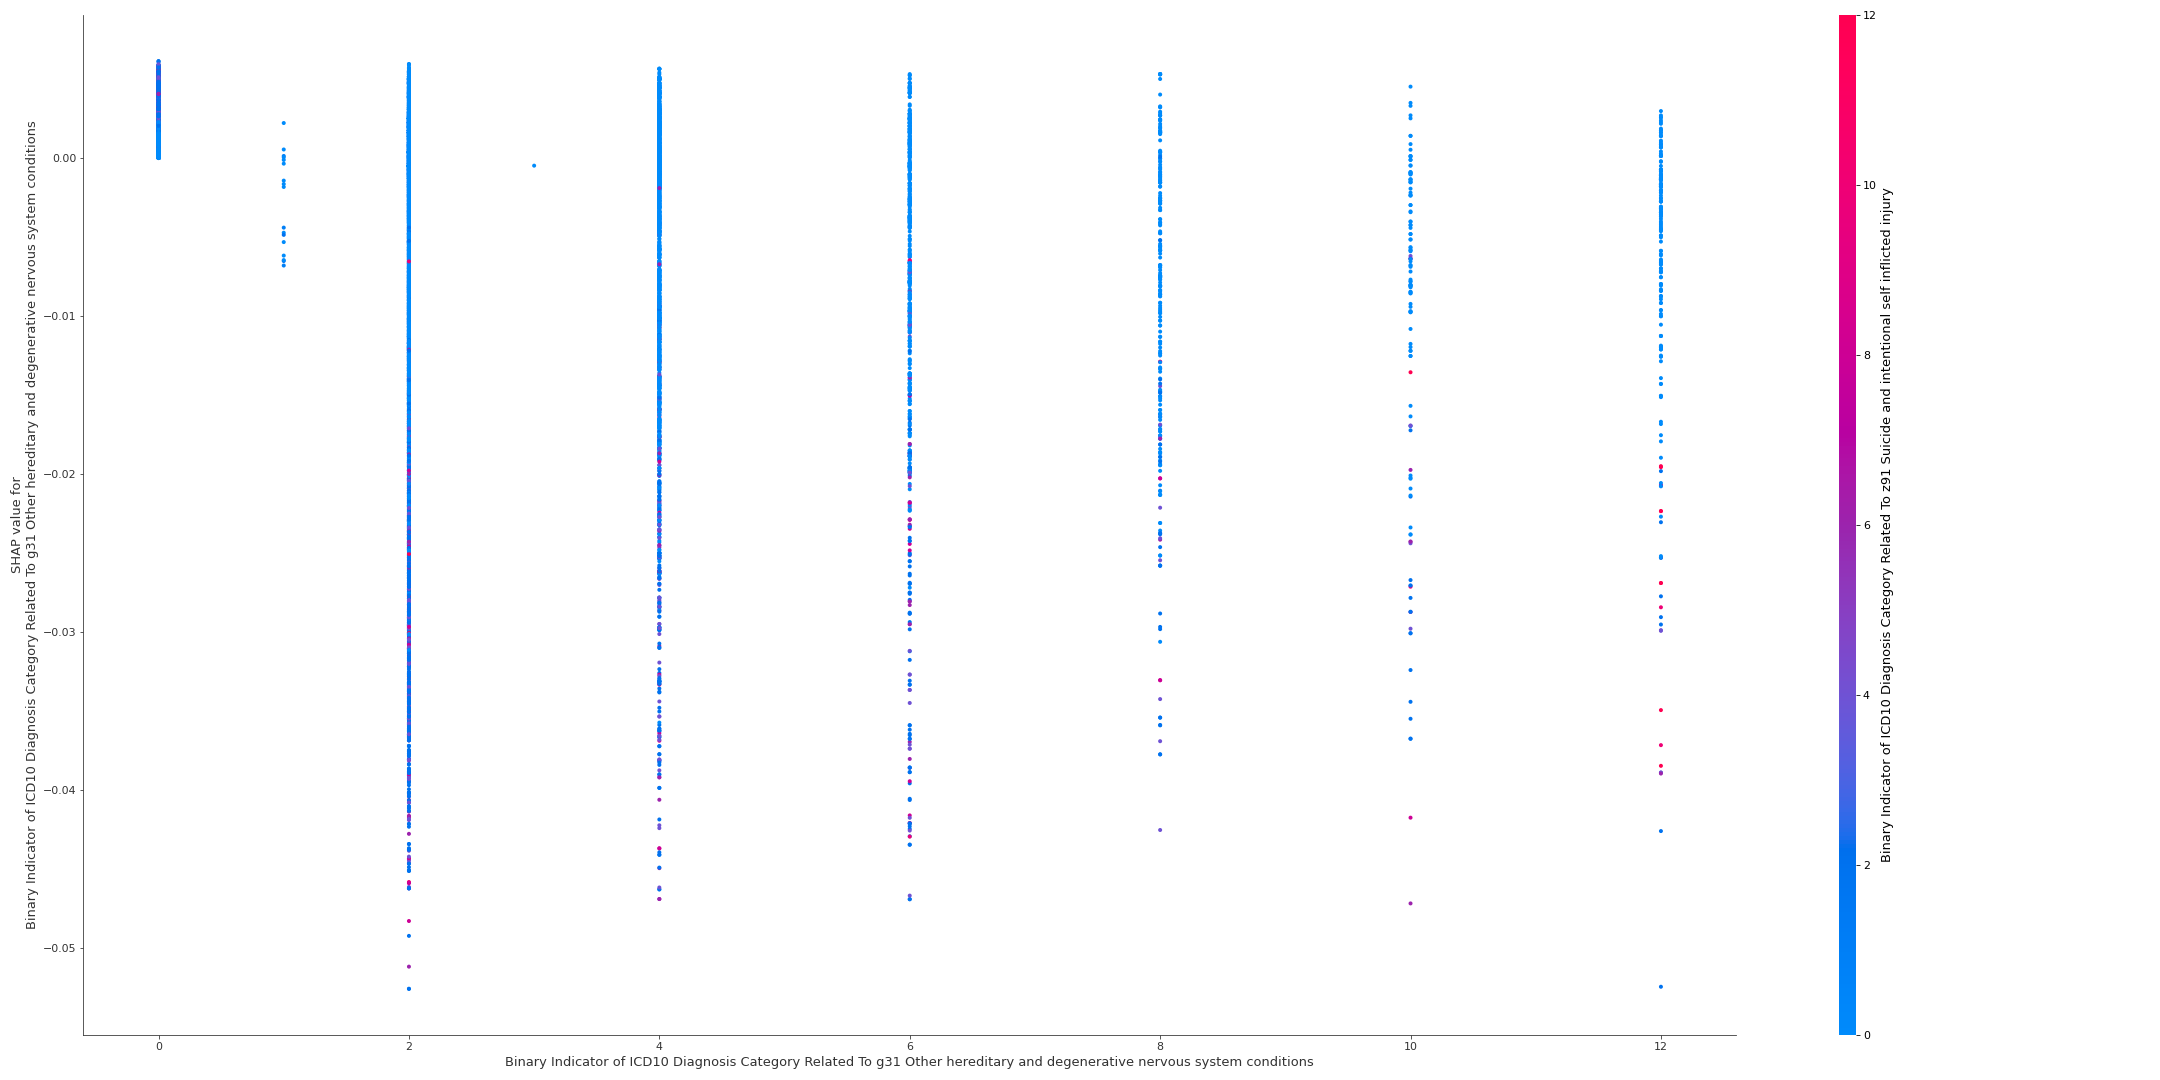 SHAP value for
Binary Indicator of ICD10 Diagnosis Category Related To g31 Other hereditary and degenerative nervous system conditions
0.00
−0.01
−0.02
−0.03
−0.04
−0.05
0 2 4 6 8 10 12
Binary Indicator of ICD10 Diagnosis Category Related To g31 Other hereditary and degenerative nervous system conditions
12
10
8
6
4
2
0
Binary Indicator of ICD10 Diagnosis Category Related To z91 Suicide and intentional self inflicted injury